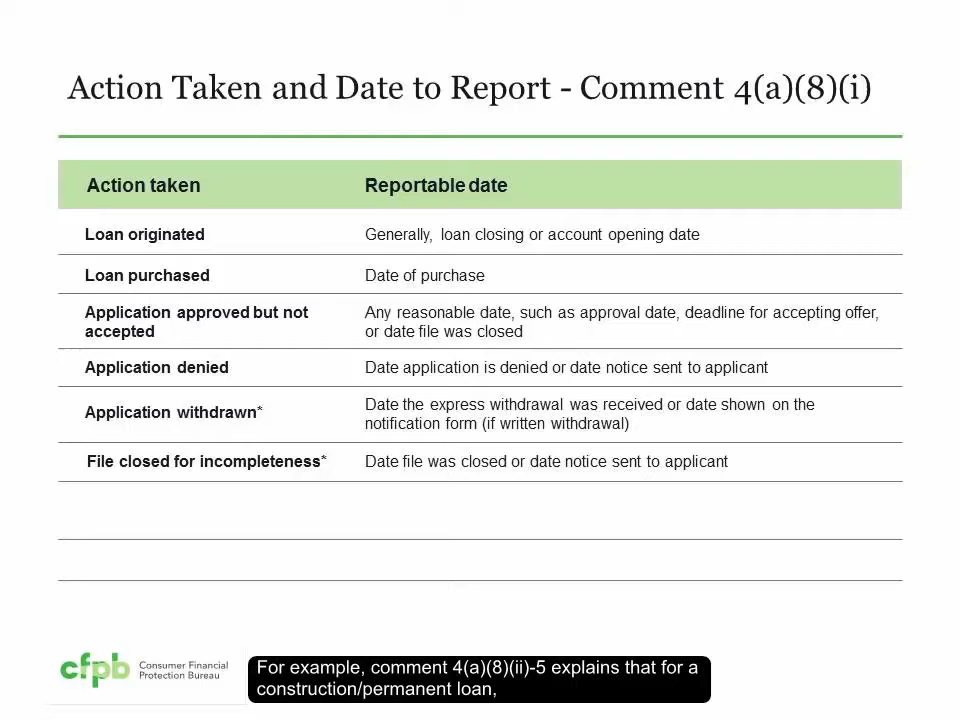 Action Taken and Date to Report - Comment 4(a)(8)(i)
Action taken Reportable date
Loan originated Generally, loan closing or account opening date
Loan purchased Date of purchase
Application approved but not accepted Any reasonable date, such as approval date, deadline for accepting offer, or date file was closed
Application denied Date application is denied or date notice sent to applicant
Application withdrawn* Date the express withdrawal was received or date shown on the notification form (if written withdrawal)
File closed for incompleteness* Date file was closed or date notice sent to applicant
cfpb Consumer Financial
Protection Bureau
For example, comment 4(a)(8)(ii)-5 explains that for a
construction/permanent loan,